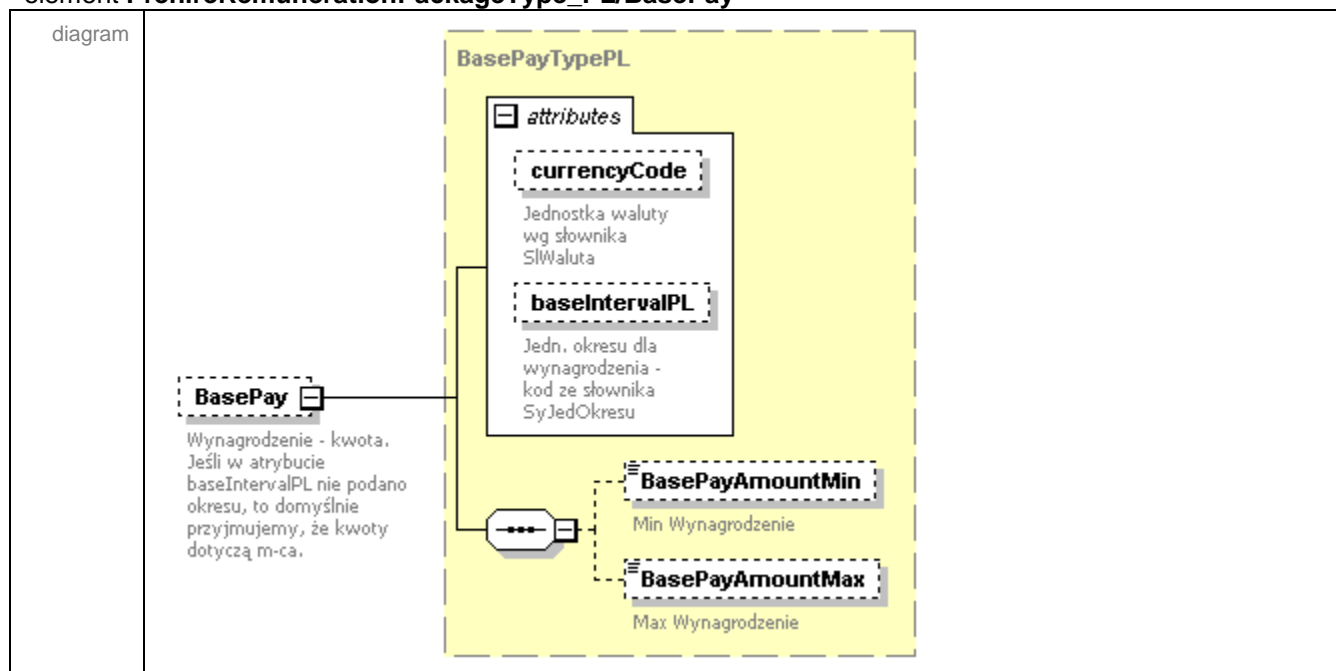 diagram
BasePayTypePL
attributes
currencyCode
Jednostka waluty
wg słownika
SlWaluta
baseIntervalPL
Jedn. okresu dla
wynagrodzenia -
kod ze słownika
SyJedOkresu
BasePay
Wynagrodzenie - kwota.
Jeśli w atrybucie
baseIntervalPL nie podano
okresu, to domyślnie
przyjmujemy, że kwoty
dotyczą m-ca.
BasePayAmountMin
Min Wynagrodzenie
BasePayAmountMax
Max Wynagrodzenie